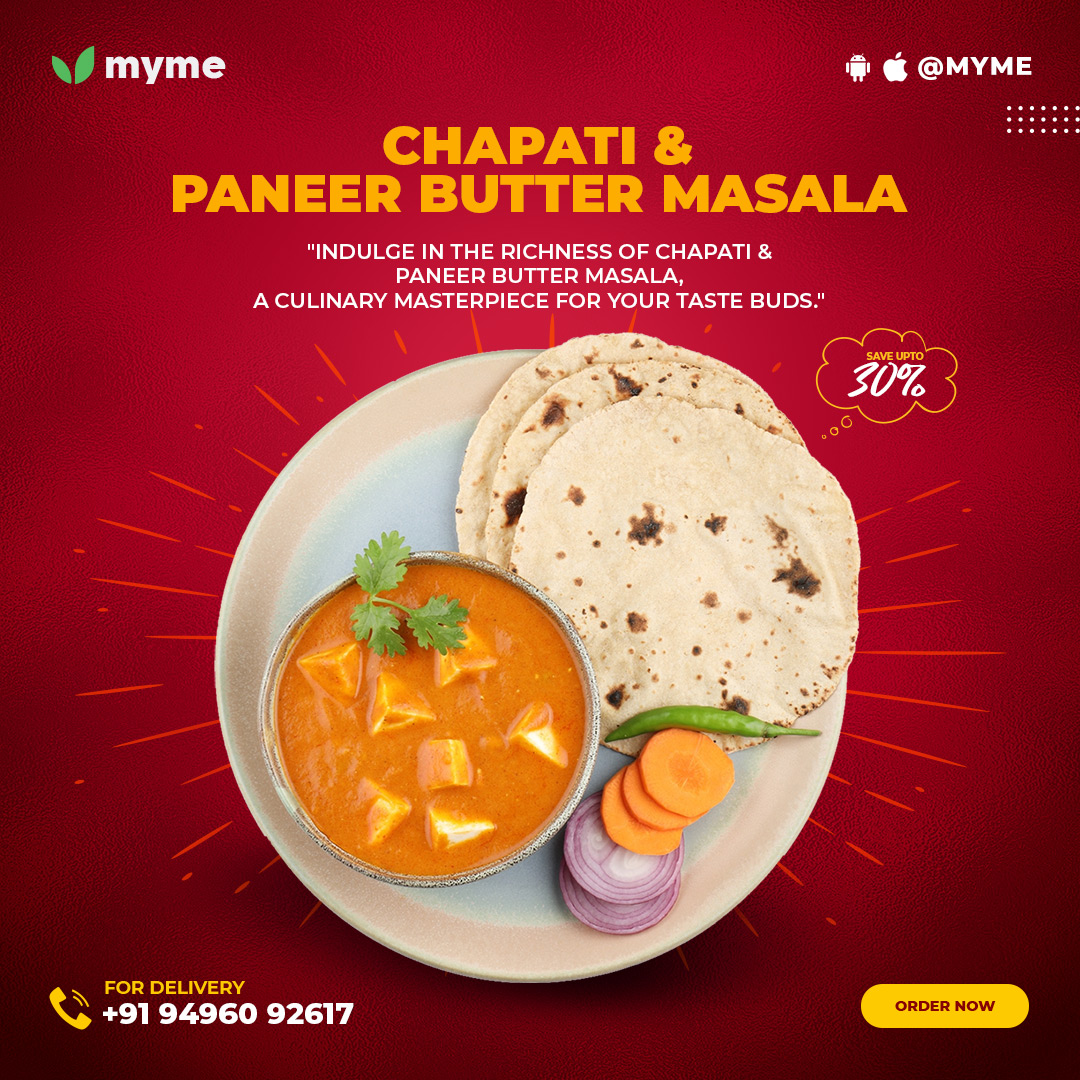 myme
@MYME
CHAPATI &
PANEER BUTTER MASALA
"INDULGE IN THE RICHNESS OF CHAPATI &
PANEER BUTTER MASALA,
A CULINARY MASTERPIECE FOR YOUR TASTE BUDS."
SAVE UPTO
30%
FOR DELIVERY
+91 94960 92617
ORDER NOW